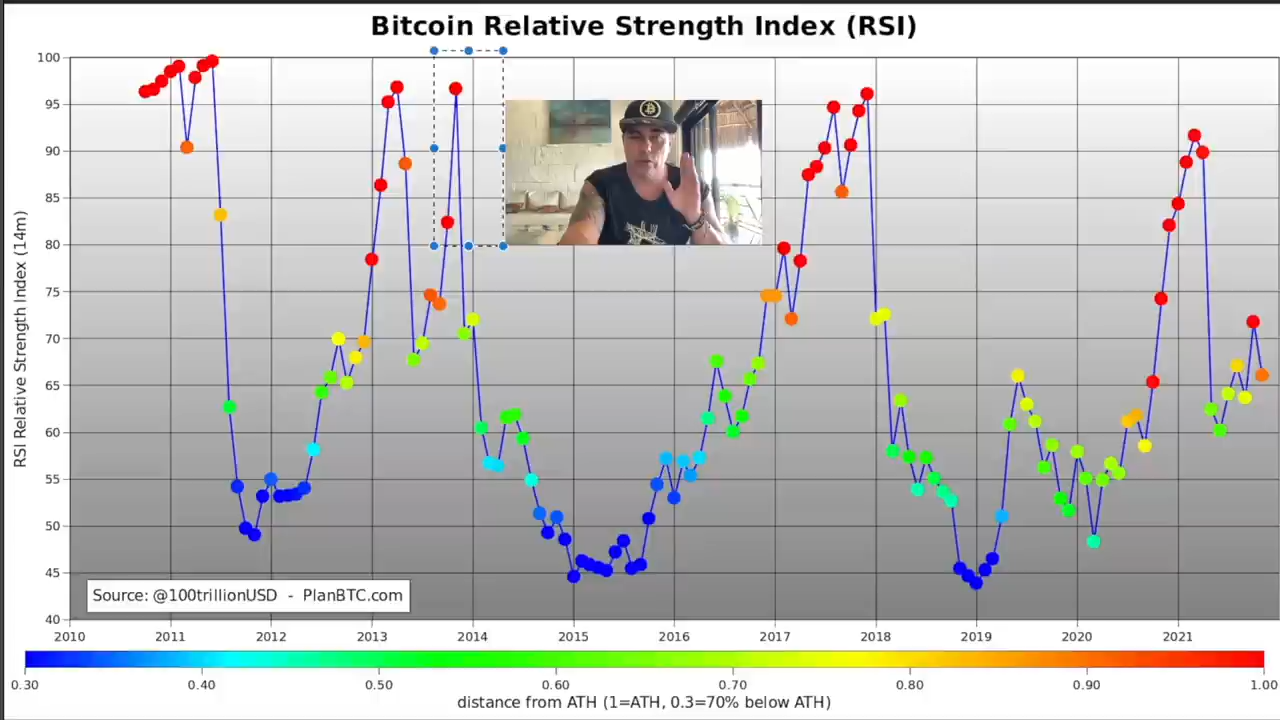 Bitcoin Relative Strength Index (RSI)
RSI Relative Strength Index (14m)
100
95
90
85
80
75
70
65
60
55
50
45
40
Source: @100trillionUSD - PlanBTC.com
2010 2011 2012 2013 2014 2015 2016 2017 2018 2019 2020 2021
0.30 0.40 0.50 0.60 0.70 0.80 0.90 1.00
distance from ATH (1=ATH, 0.3=70% below ATH)